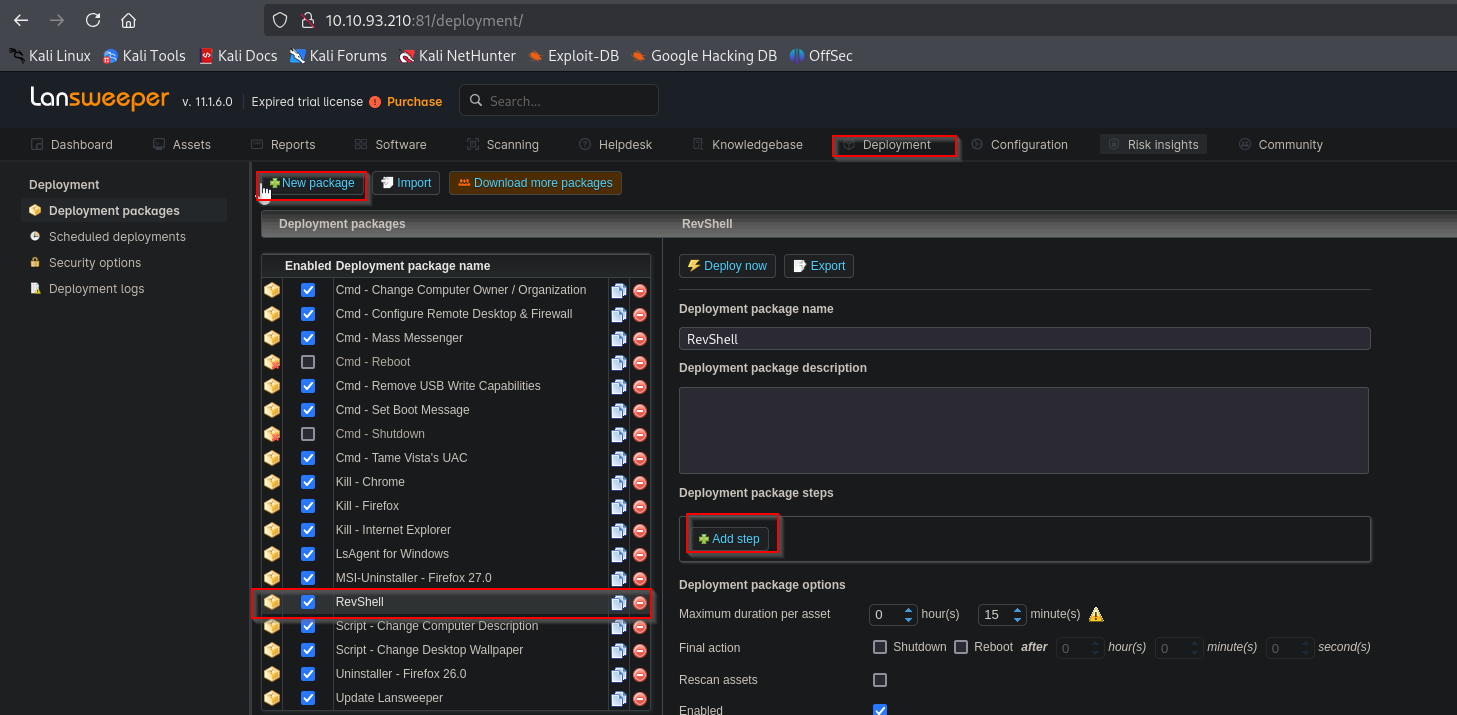 10.10.93.210:81/deployment/
Kali Linux Kali Tools Kali Docs Kali Forums Kali NetHunter Exploit-DB Google Hacking DB OffSec
Lansweeper v. 11.1.6.0 Expired trial license Purchase Search...
Dashboard Assets Reports Software Scanning Helpdesk Knowledgebase Deployment Configuration Risk insights Community
Deployment
Deployment packages
Scheduled deployments
Security options
Deployment logs
New package Import Download more packages
Deployment packages
Enabled Deployment package name
Cmd - Change Computer Owner / Organization
Cmd - Configure Remote Desktop & Firewall
Cmd - Mass Messenger
Cmd - Reboot
Cmd - Remove USB Write Capabilities
Cmd - Set Boot Message
Cmd - Shutdown
Cmd - Tame Vista's UAC
Kill - Chrome
Kill - Firefox
Kill - Internet Explorer
LsAgent for Windows
MSI-Uninstaller - Firefox 27.0
RevShell
Script - Change Computer Description
Script - Change Desktop Wallpaper
Uninstaller - Firefox 26.0
Update Lansweeper
RevShell
Deploy now Export
Deployment package name
RevShell
Deployment package description
Deployment package steps
Add step
Deployment package options
Maximum duration per asset 0 hour(s) 15 minute(s)
Final action Shutdown Reboot after 0 hour(s) 0 minute(s) 0 second(s)
Rescan assets
Enabled